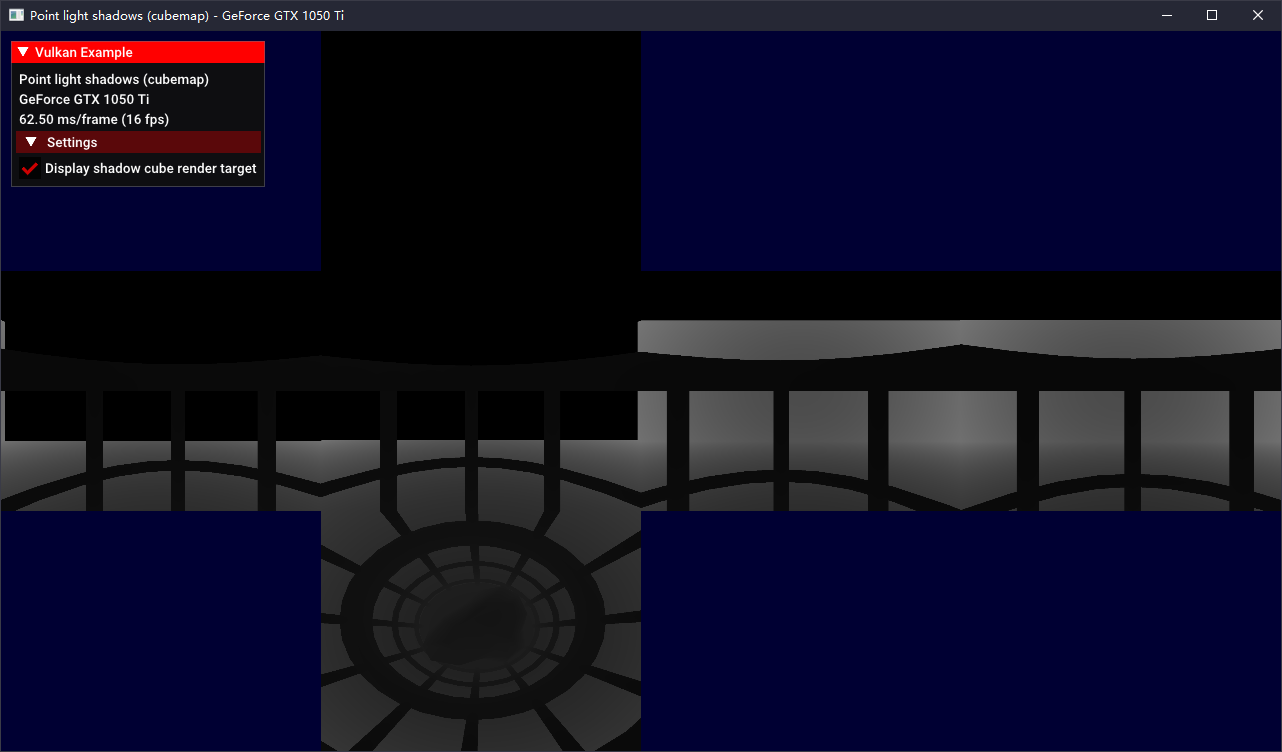 Point light shadows (cubemap) - GeForce GTX 1050 Ti
Vulkan Example
Point light shadows (cubemap)
GeForce GTX 1050 Ti
62.50 ms/frame (16 fps)
Settings
Display shadow cube render target